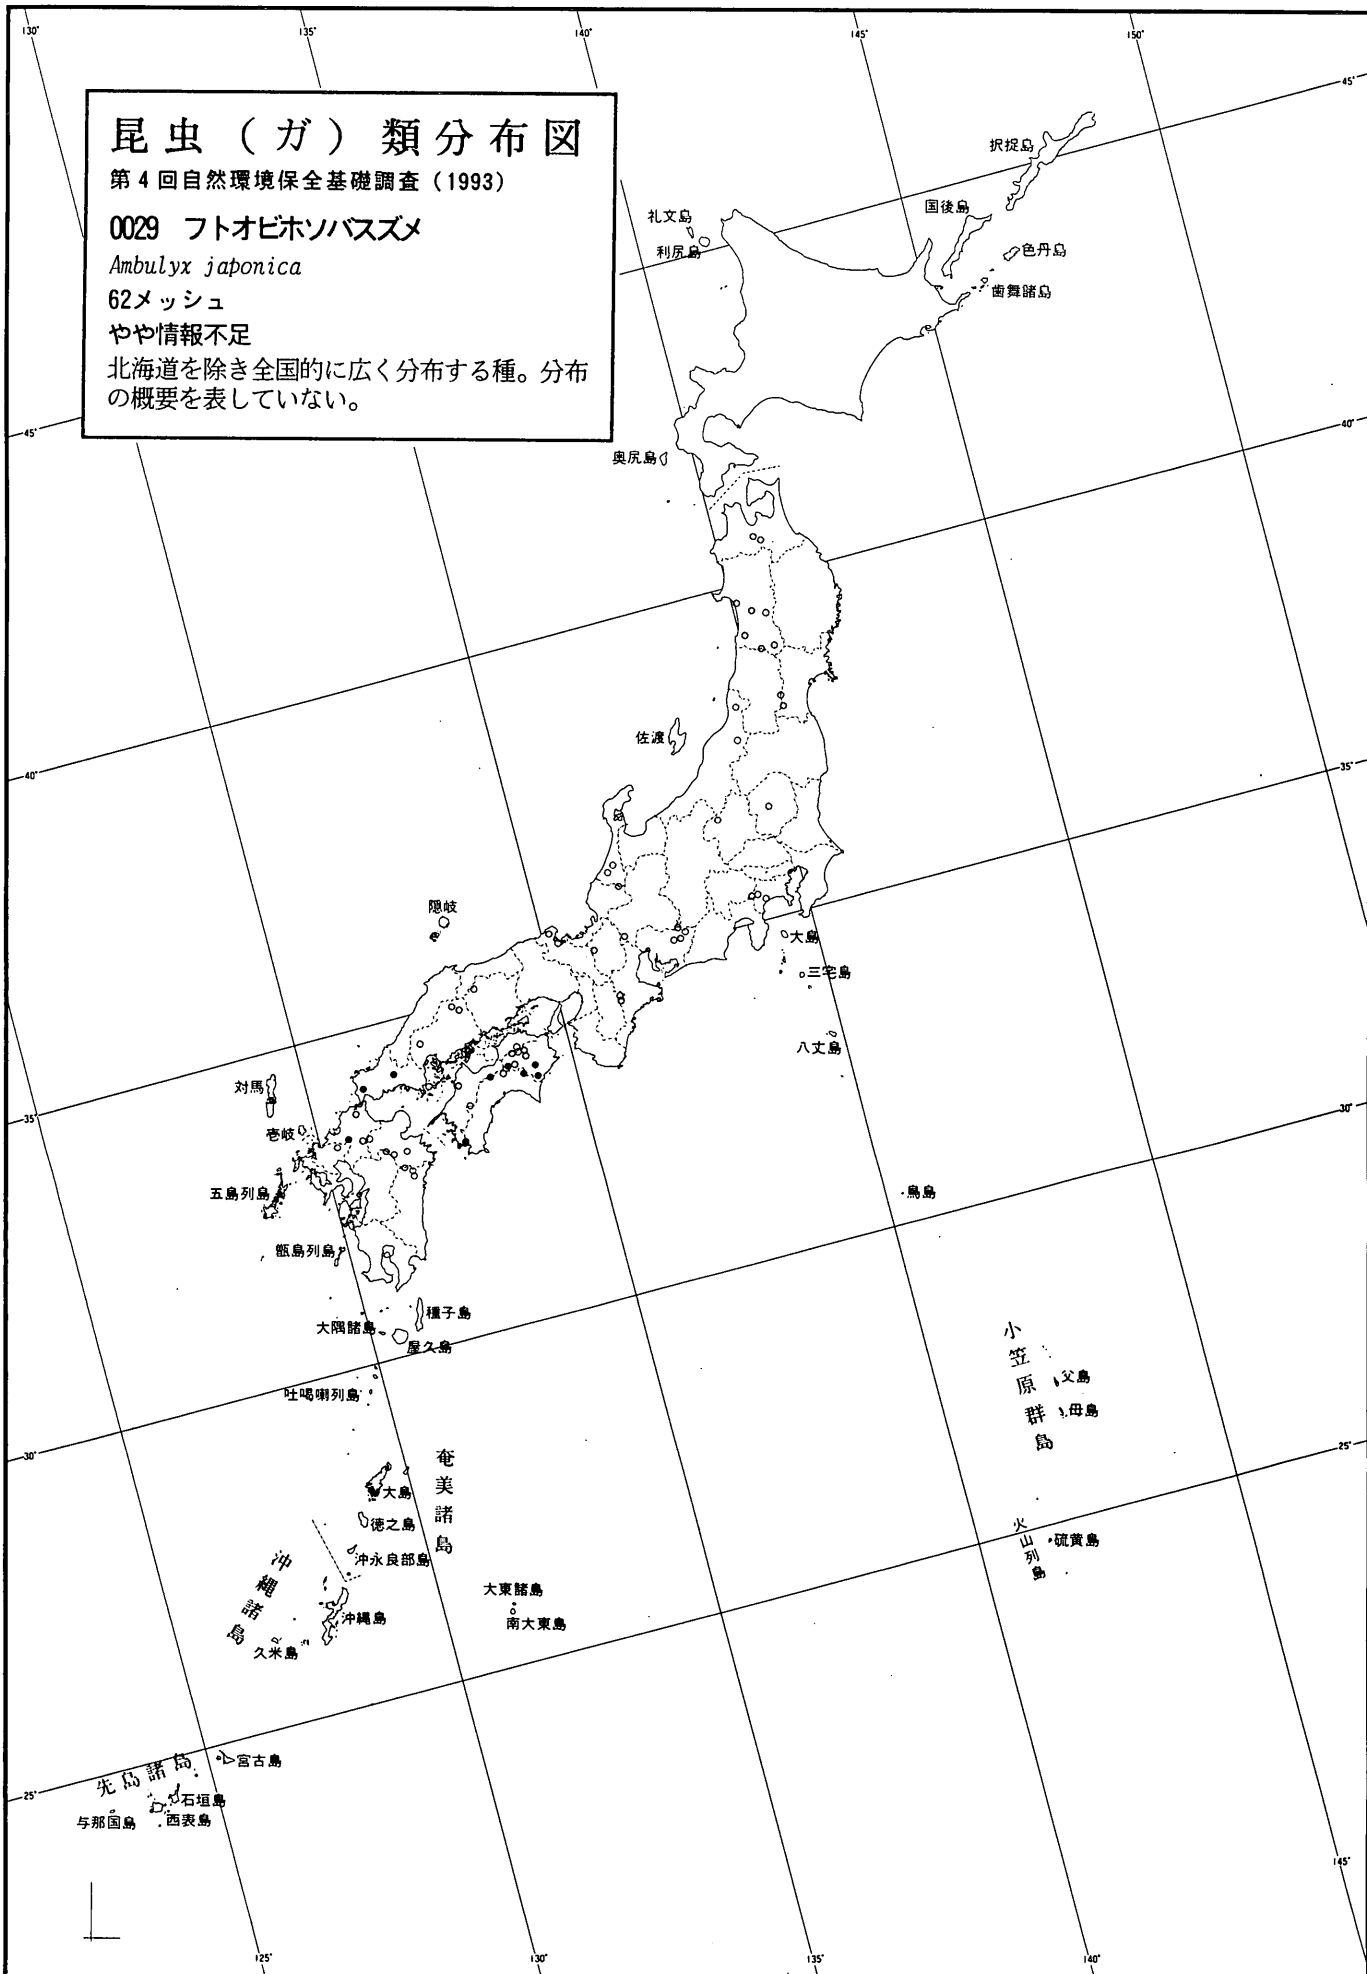 130°
135°
140°
145°
150°
45°
昆虫（ガ）類分布図
第4回自然環境保全基礎調査（1993）
0029 フトオビホソバスズメ
Ambulyx japonica
62メッシュ
やや情報不足
北海道を除き全国的に広く分布する種。分布
の概要を表していない。
択捉島
国後島
礼文島
利尻島
色丹島
歯舞諸島
45°
40°
奥尻島
佐渡
40°
35°
隠岐
大島
三宅島
八丈島
対馬
35°
30°
壱岐
五島列島
鳥島
甑島列島
種子島
大隅諸島
屋久島
吐喝喇列島
小笠原群島
父島
母島
30°
25°
奄美諸島
大島
徳之島
沖永良部島
沖縄諸島
沖縄島
久米島
大東諸島
南大東島
火山列島
硫黄島
先島諸島
宮古島
石垣島
西表島
与那国島
25°
145°
125°
130°
135°
140°